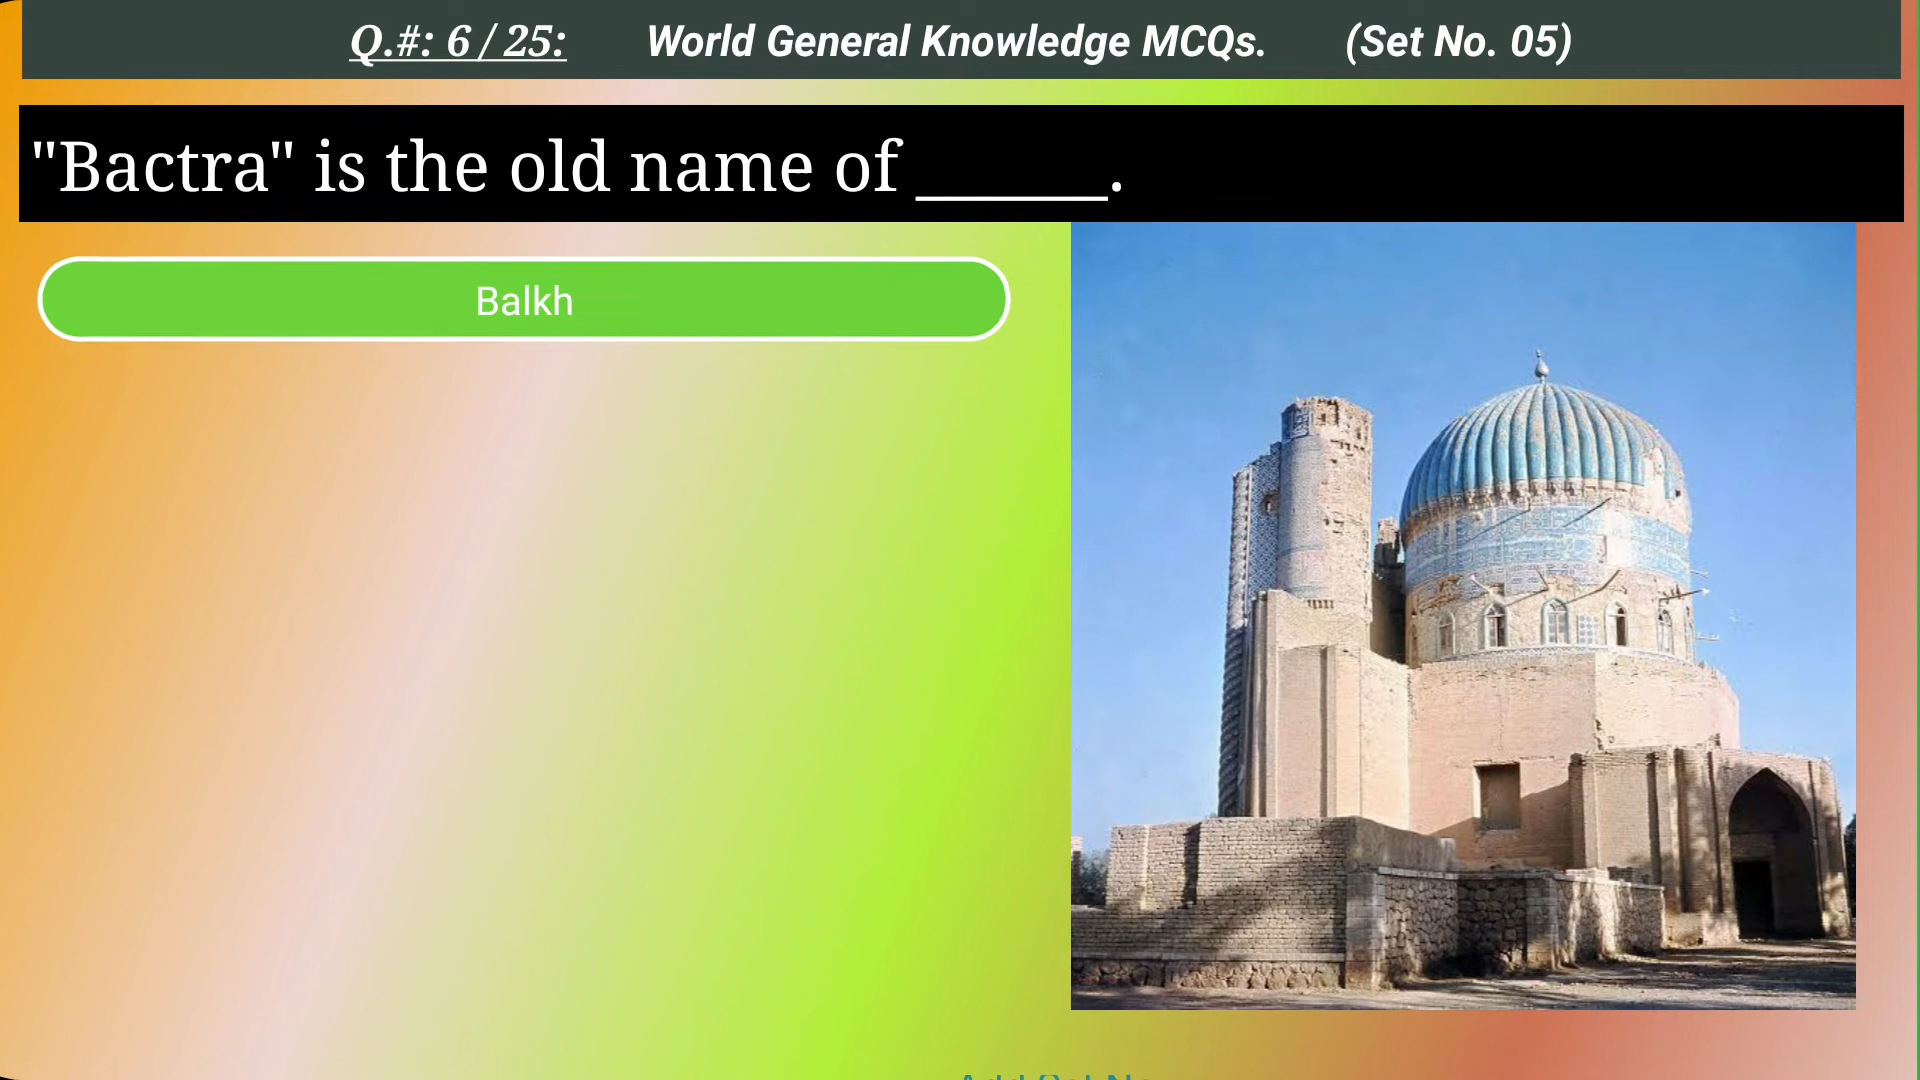 Q.#: 6 / 25: World General Knowledge MCQs. (Set No. 05)
"Bactra" is the old name of ______.
Balkh